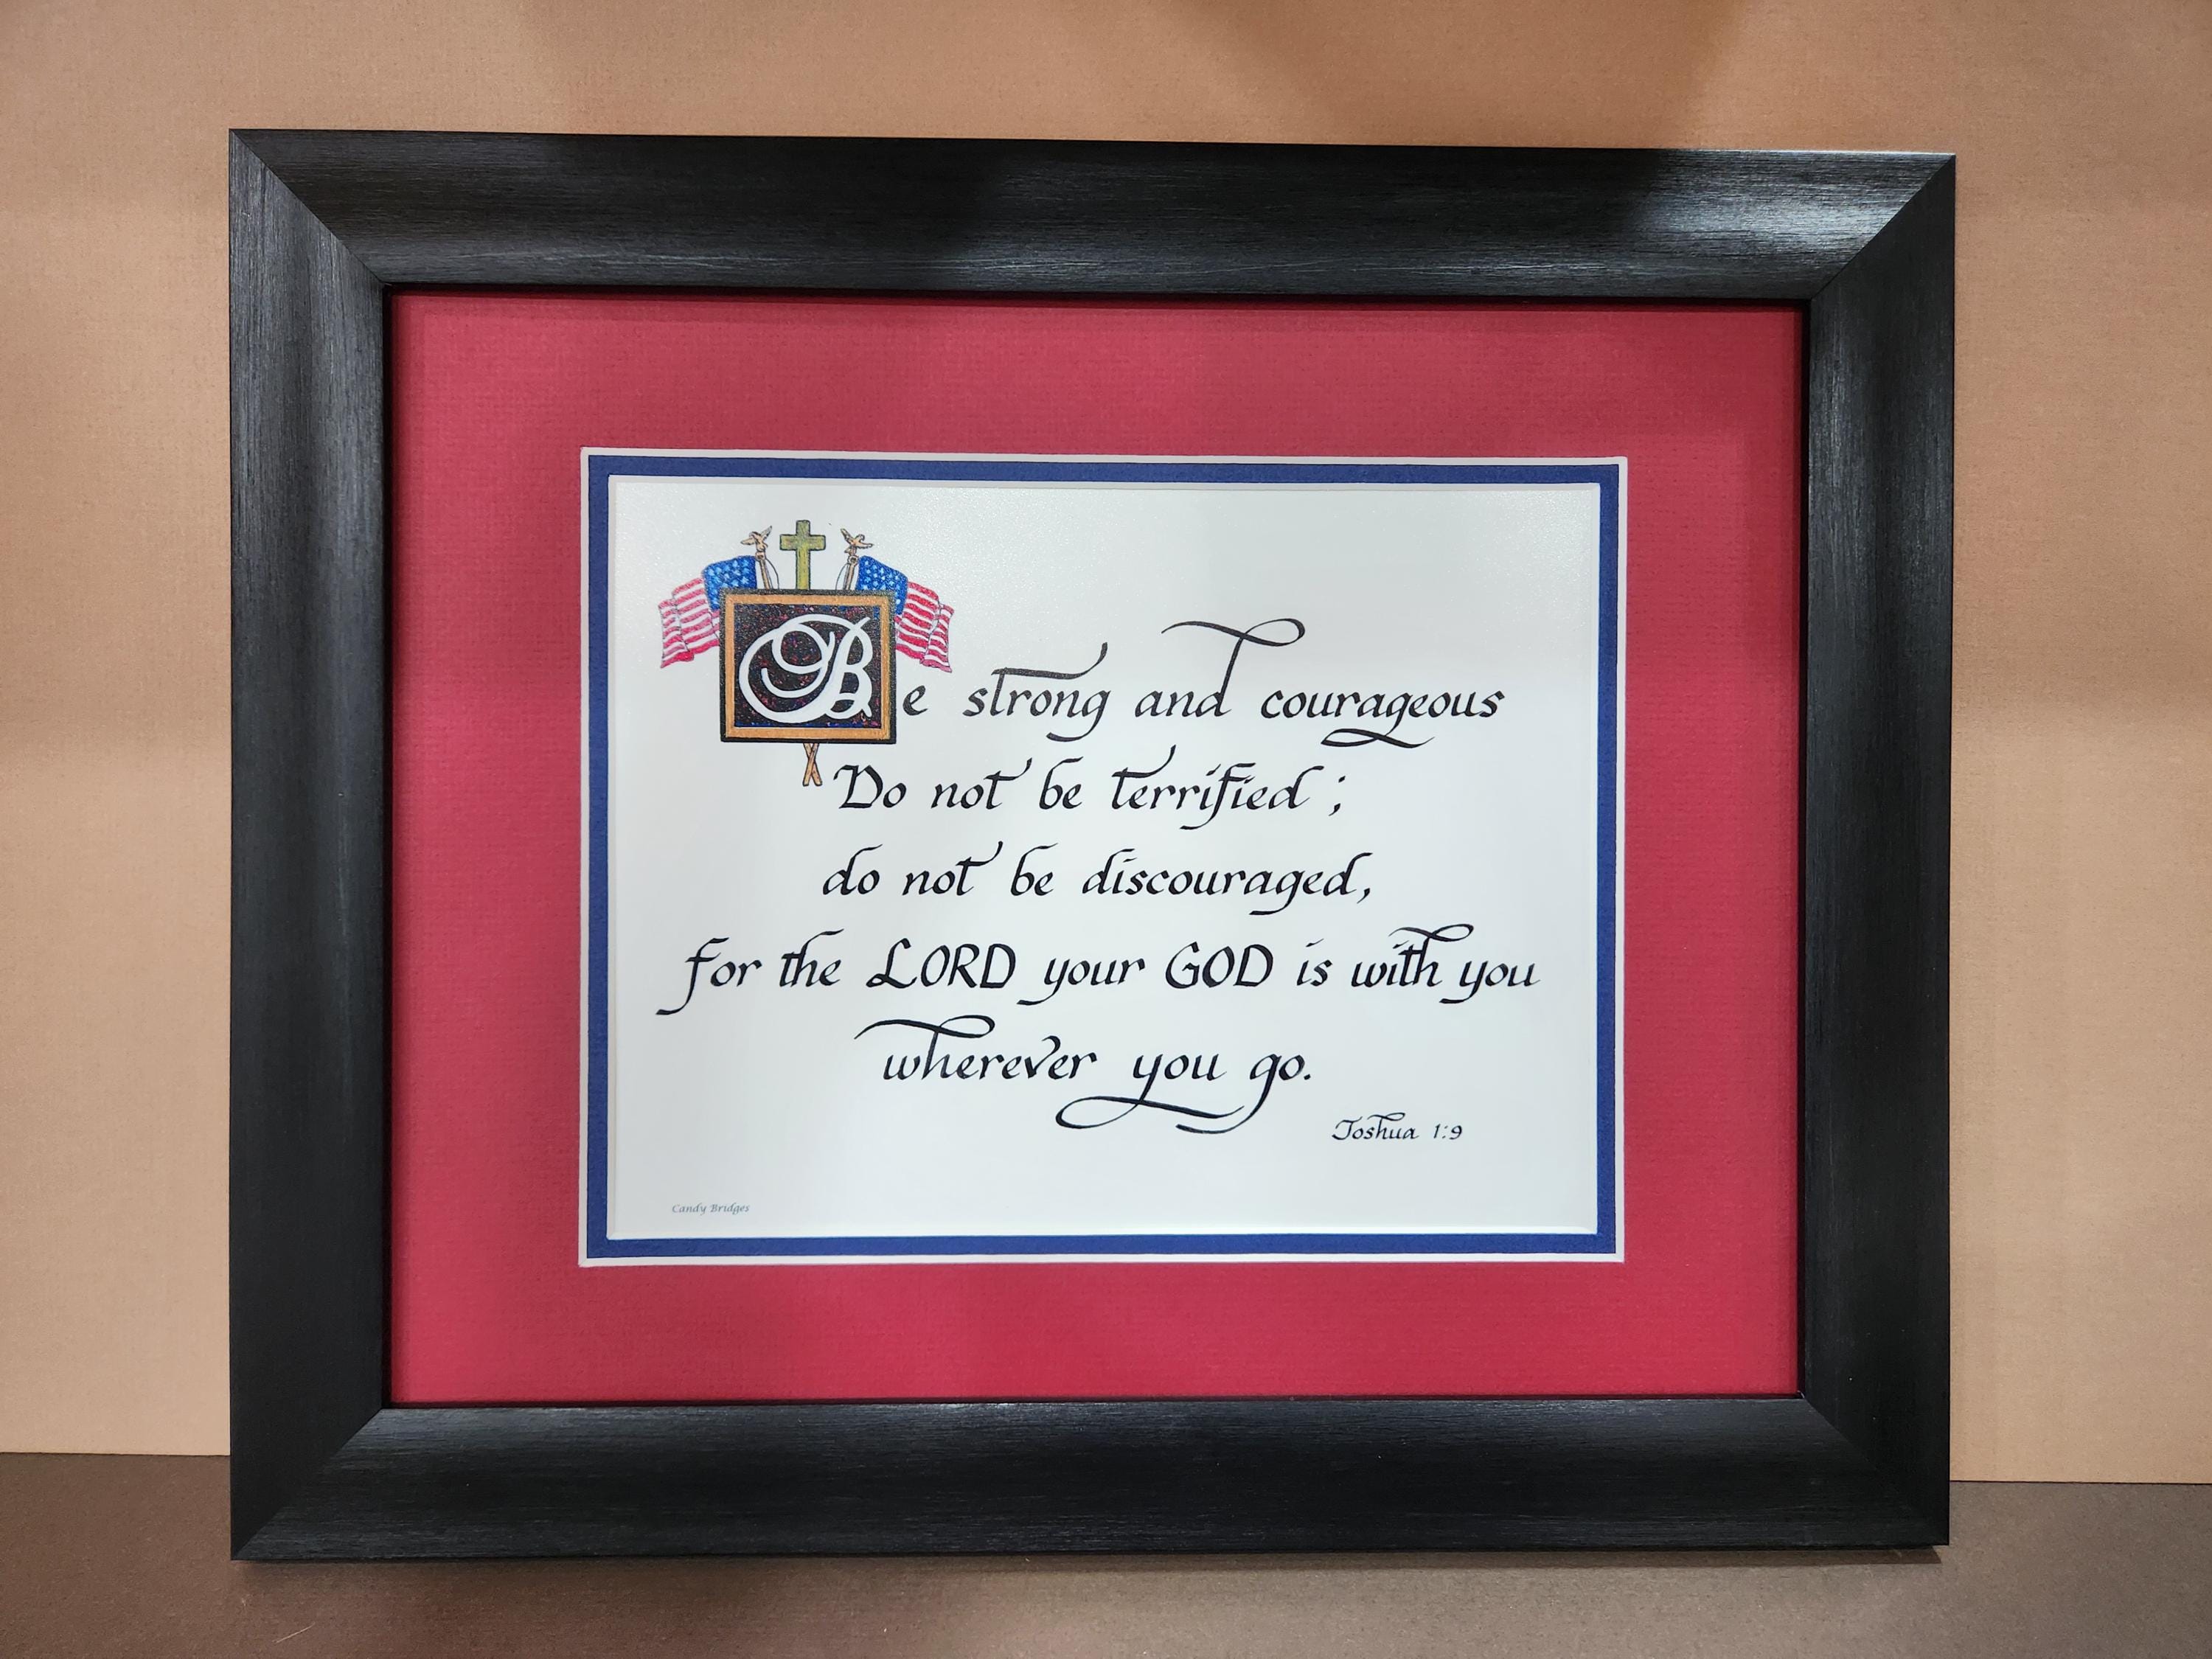 Be strong and courageous
Do not be terrified;
do not be discouraged,
for the LORD your GOD is with you
wherever you go.
Joshua 1:9
Candy Bridges